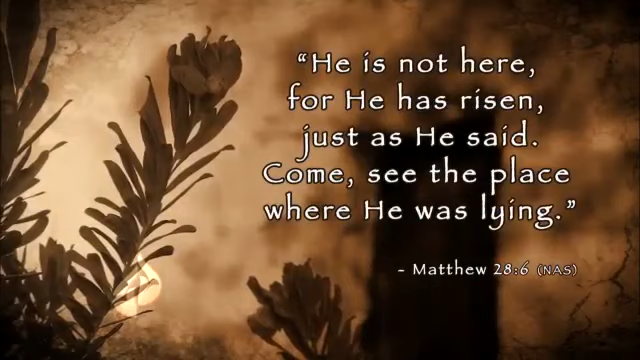 “He is not here,
for He has risen,
just as He said.
Come, see the place
where He was lying.”
- Matthew 28:6 (NAS)